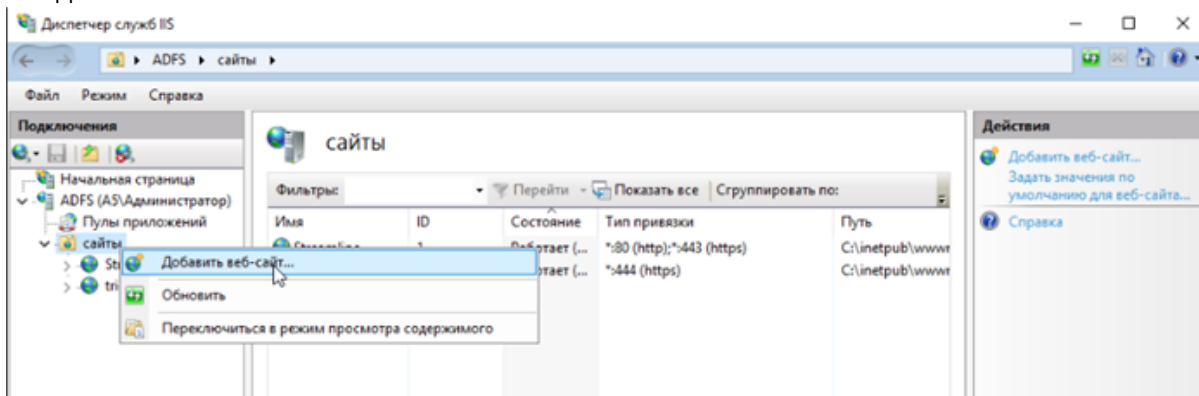 Диспетчер служб IIS
ADFS сайты
Файл Режим Справка
Подключения
Начальная страница
ADFS (A5\Администратор)
Пулы приложений
сайты
Добавить веб-сайт...
Обновить
Переключиться в режим просмотра содержимого
сайты
Фильтры: Перейти Показать все Сгруппировать по:
Имя ID Состояние Тип привязки Путь
1 *:80 (http);*:443 (https) C:\inetpub\wwwr
*:444 (https) C:\inetpub\wwwr
Действия
Добавить веб-сайт...
Задать значения по
умолчанию для веб-сайта...
Справка